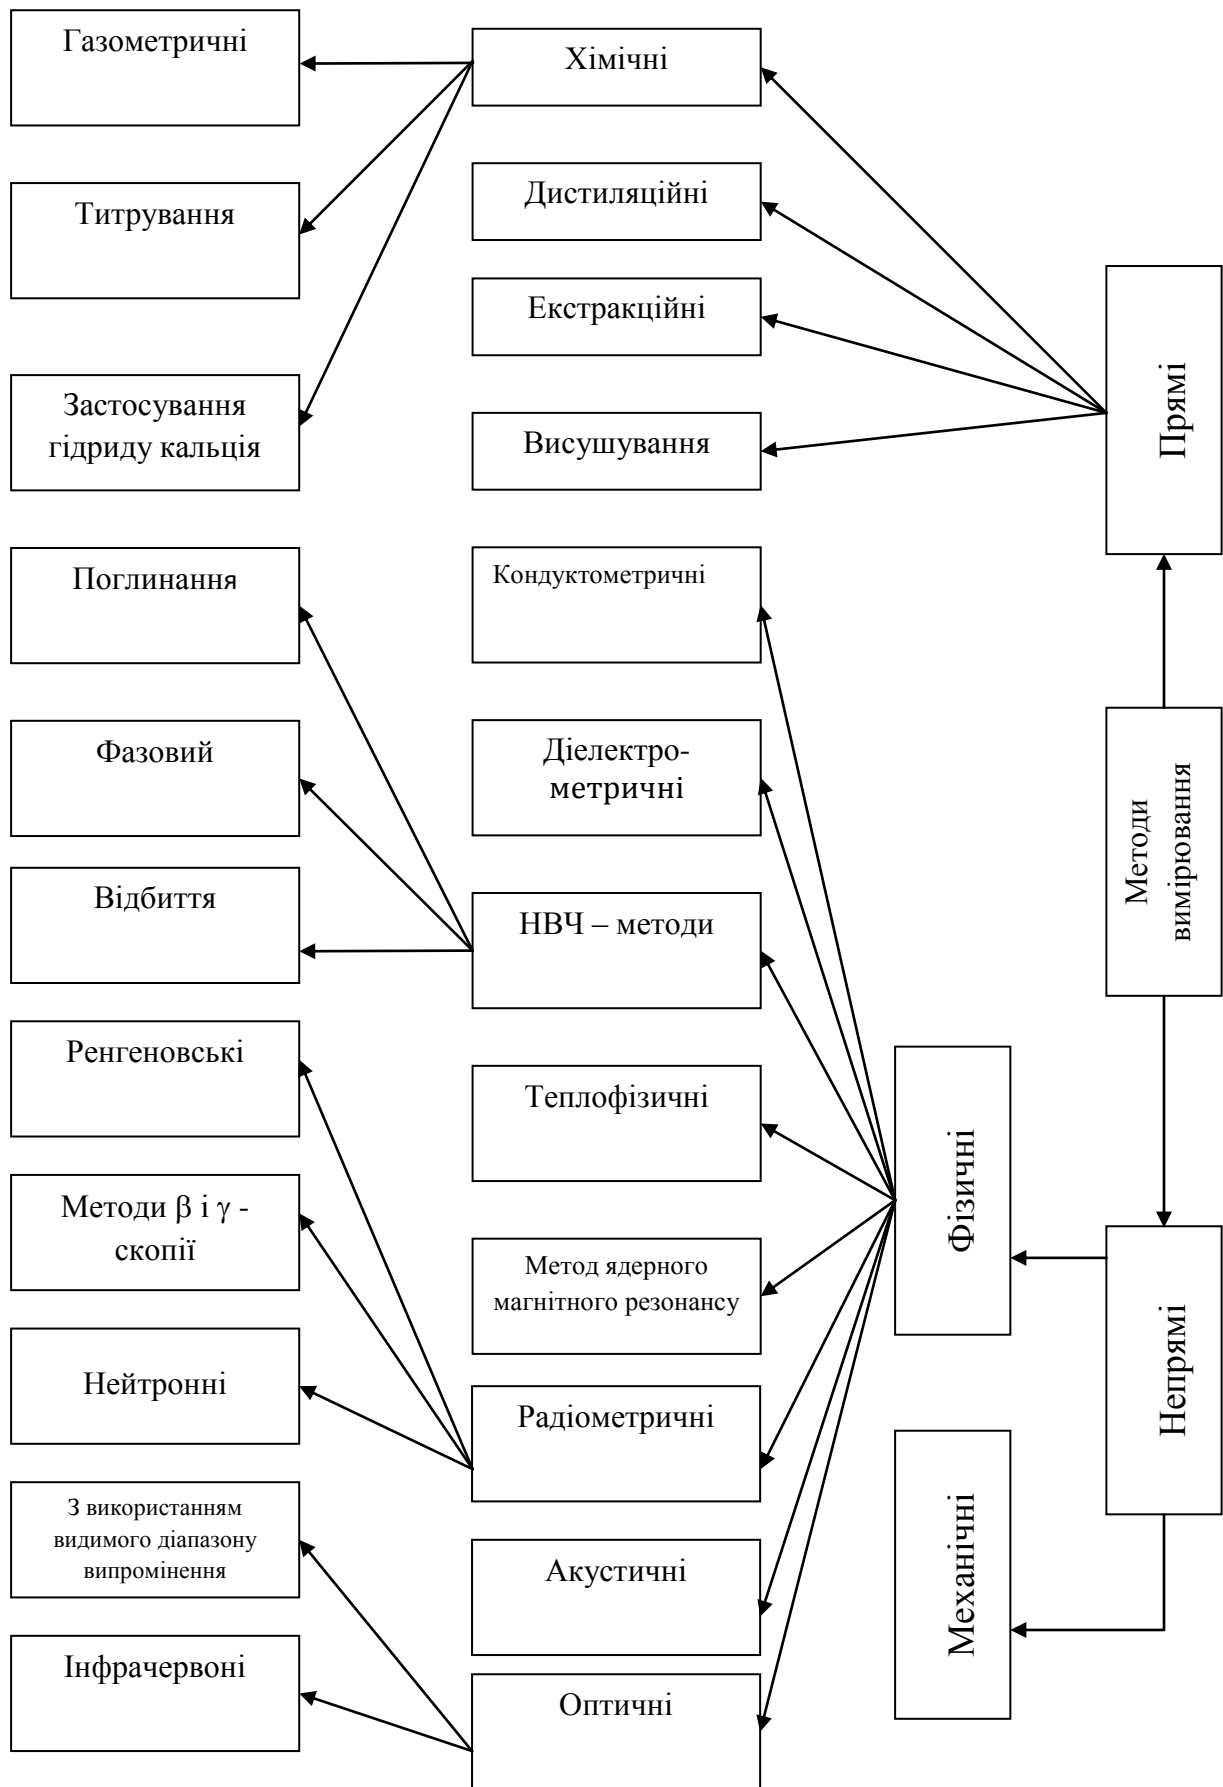 Газометричні
Хімічні
Титрування
Дистиляційні
Екстракційні
Застосування
гідриду кальція
Висушування
Прямі
Поглинання
Кондуктометричні
Фазовий
Діелектро-
метричні
Методи
вимірювання
Відбиття
НВЧ – методи
Ренгеновські
Теплофізичні
Фізичні
Методи β і γ -
скопії
Метод ядерного
магнітного резонансу
Непрямі
Нейтронні
Радіометричні
Механічні
З використанням
видимого діапазону
випромінення
Акустичні
Інфрачервоні
Оптичні